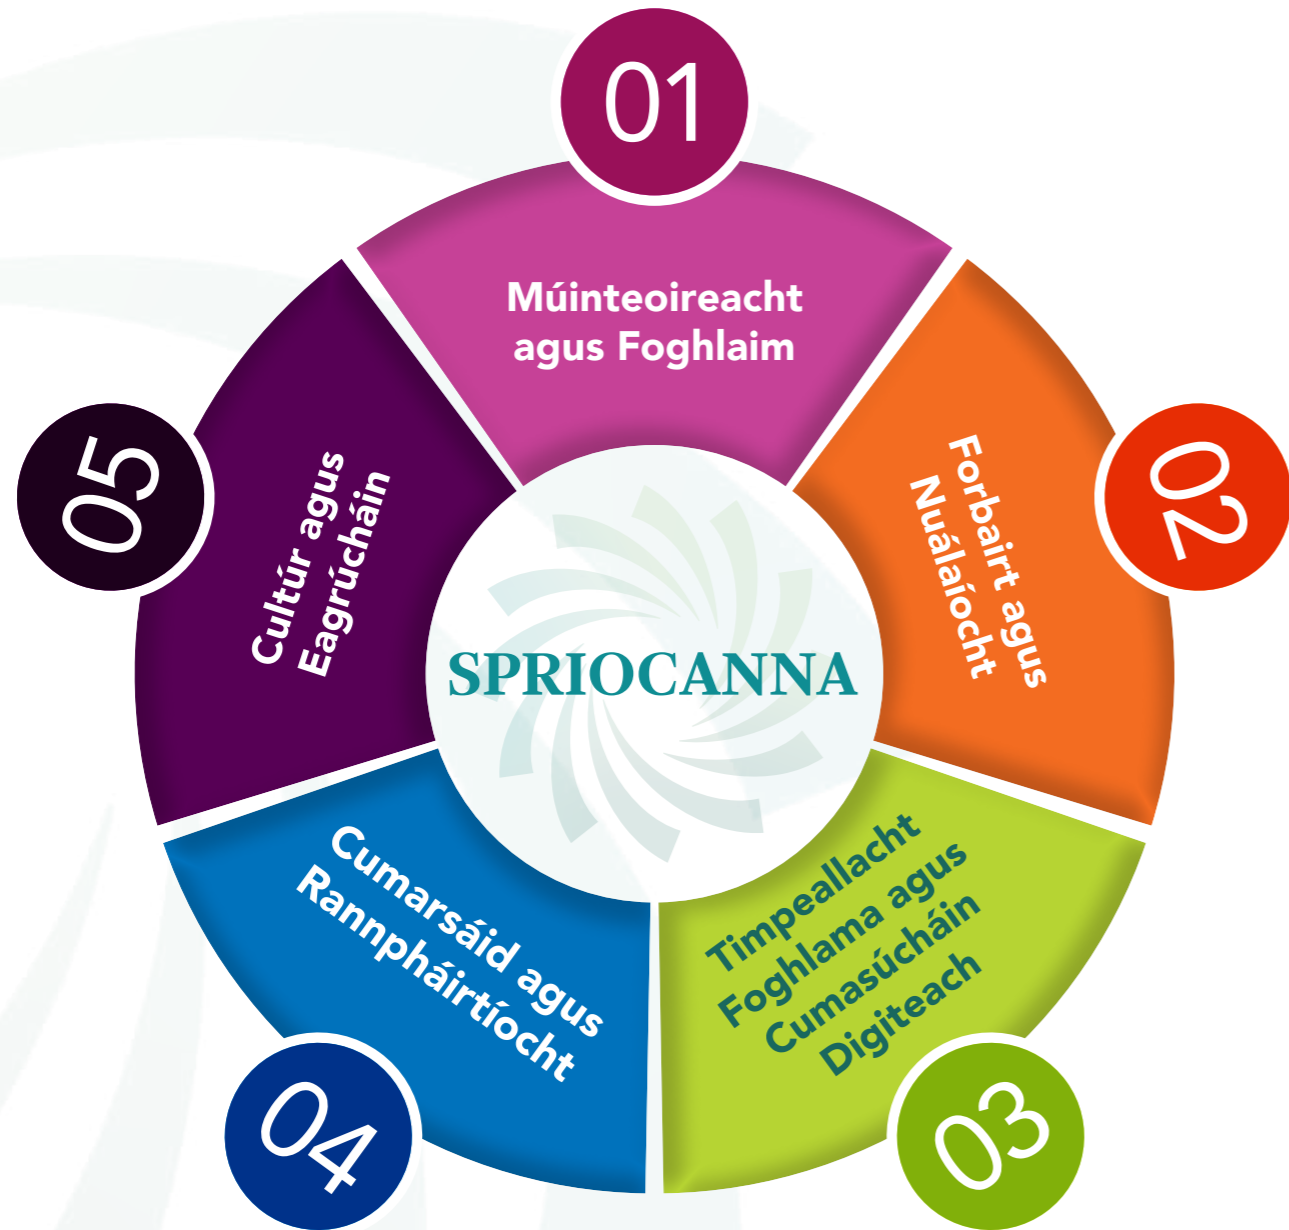 01
Múinteoireacht
agus Foghlaim
02
Forbairt agus
Nuálaíocht
03
Timpeallacht
Foghlama agus
Cumasúcháin
Digiteach
04
Cumarsáid agus
Rannpháirtíocht
05
Cultúr agus
Eagrúcháin
SPRIOCANNA